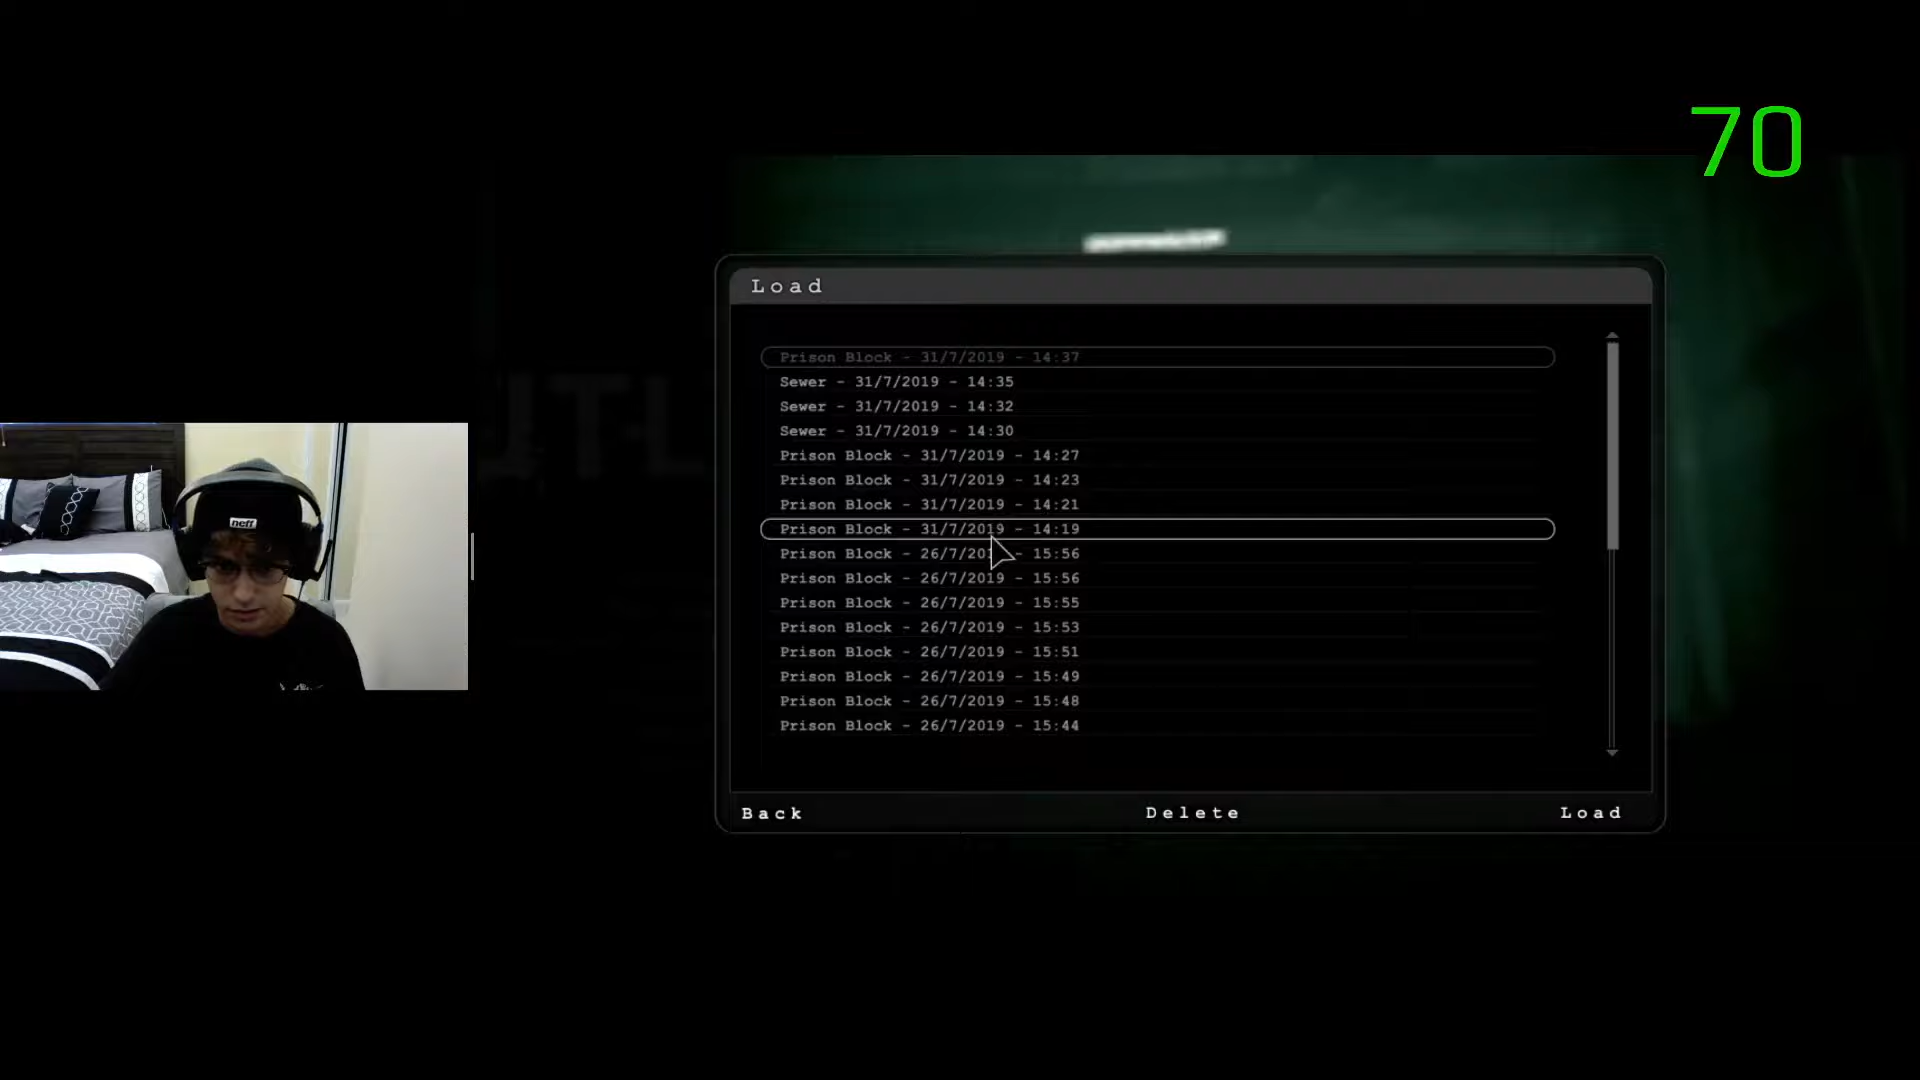 70
Load
Prison Block - 31/7/2019 - 14:37
Sewer - 31/7/2019 - 14:35
Sewer - 31/7/2019 - 14:32
Sewer - 31/7/2019 - 14:30
Prison Block - 31/7/2019 - 14:27
Prison Block - 31/7/2019 - 14:23
Prison Block - 31/7/2019 - 14:21
Prison Block - 31/7/2019 - 14:19
Prison Block - 26/7/2019 - 15:56
Prison Block - 26/7/2019 - 15:56
Prison Block - 26/7/2019 - 15:55
Prison Block - 26/7/2019 - 15:53
Prison Block - 26/7/2019 - 15:51
Prison Block - 26/7/2019 - 15:49
Prison Block - 26/7/2019 - 15:48
Prison Block - 26/7/2019 - 15:44
Back Delete Load
neff